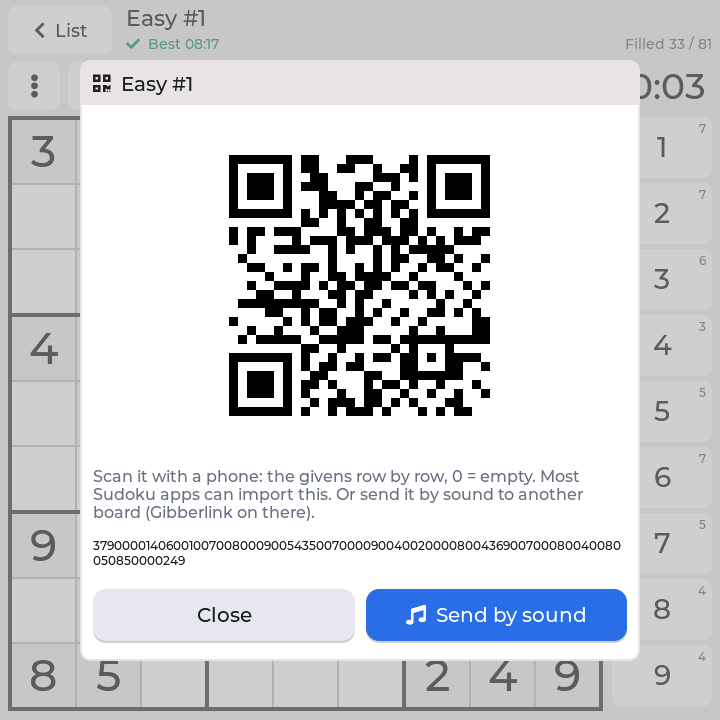 List
Easy #1
Best 08:17
Filled 33 / 81
0:03
Easy #1
3
4
9
8 5 2 4 9
1 7
2 7
3 6
4 3
5 5
6 7
7 5
8 4
9 4
Scan it with a phone: the givens row by row, 0 = empty. Most
Sudoku apps can import this. Or send it by sound to another
board (Gibberlink on there).
379000014060010070080009005435007000090040020000800436900700080040080
050850000249
Close
Send by sound